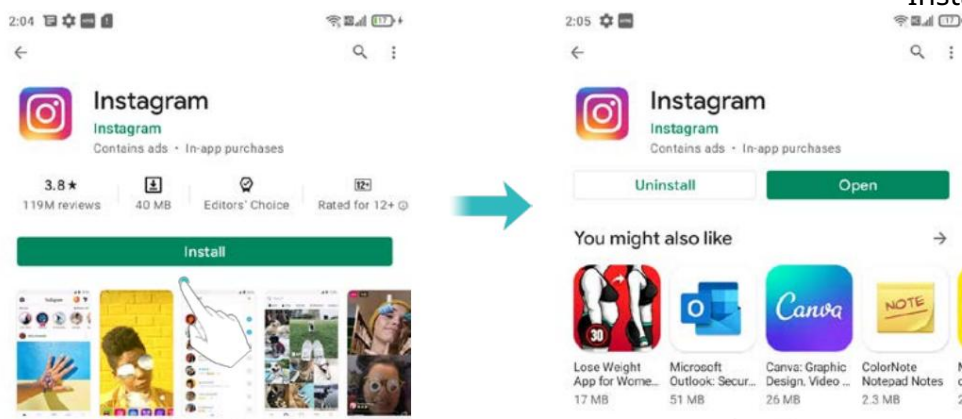 Insta
2:04
17
Instagram
Instagram
Contains ads • In-app purchases
3.8★
119M reviews
40 MB
Editors' Choice
12+
Rated for 12+
Install
2:05
17
Instagram
Instagram
Contains ads • In-app purchases
Uninstall
Open
You might also like
30
Lose Weight
App for Wome...
17 MB
Microsoft
Outlook: Secur...
51 MB
Canva
Canva: Graphic
Design, Video ...
26 MB
NOTE
ColorNote
Notepad Notes
2.3 MB